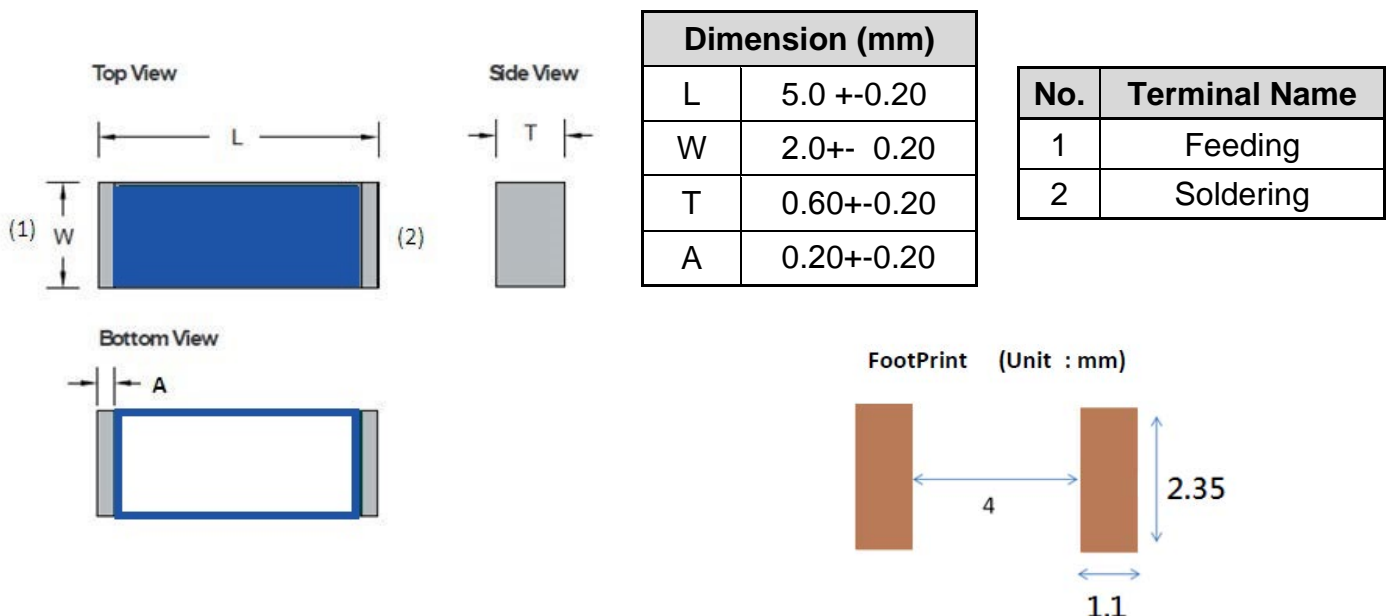 Top View
Side View
L
T
(1)
W
(2)
Bottom View
A
Dimension (mm)
L 5.0 +-0.20
W 2.0+- 0.20
T 0.60+-0.20
A 0.20+-0.20
No. Terminal Name
1 Feeding
2 Soldering
FootPrint (Unit : mm)
4
2.35
1.1